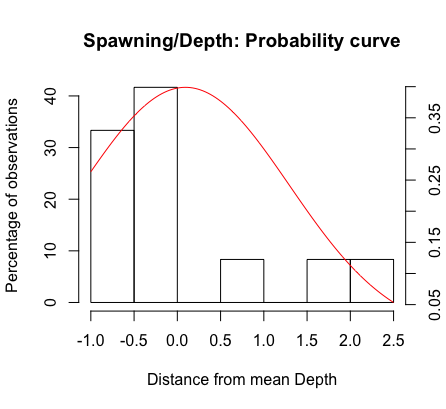 Spawning/Depth: Probability curve
Percentage of observations
40
30
20
10
0
0.35
0.25
0.15
0.05
-1.0 -0.5 0.0 0.5 1.0 1.5 2.0 2.5
Distance from mean Depth